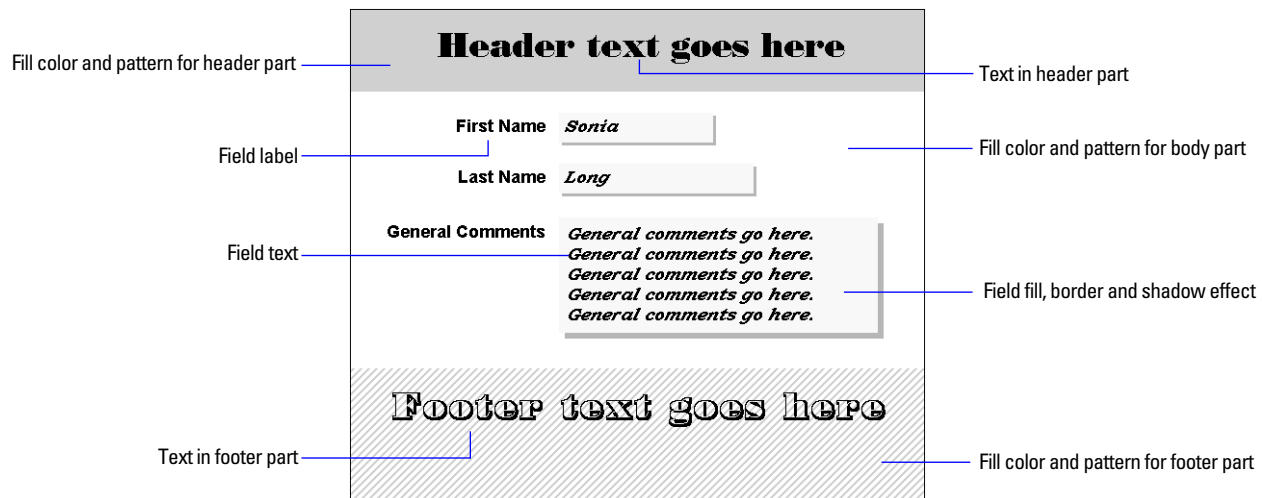 Header text goes here
Fill color and pattern for header part
Text in header part
First Name Sonia
Field label
Fill color and pattern for body part
Last Name Long
General Comments
General comments go here.
Field text
General comments go here.
General comments go here.
General comments go here.
Field fill, border and shadow effect
General comments go here.
Footer text goes here
Text in footer part
Fill color and pattern for footer part